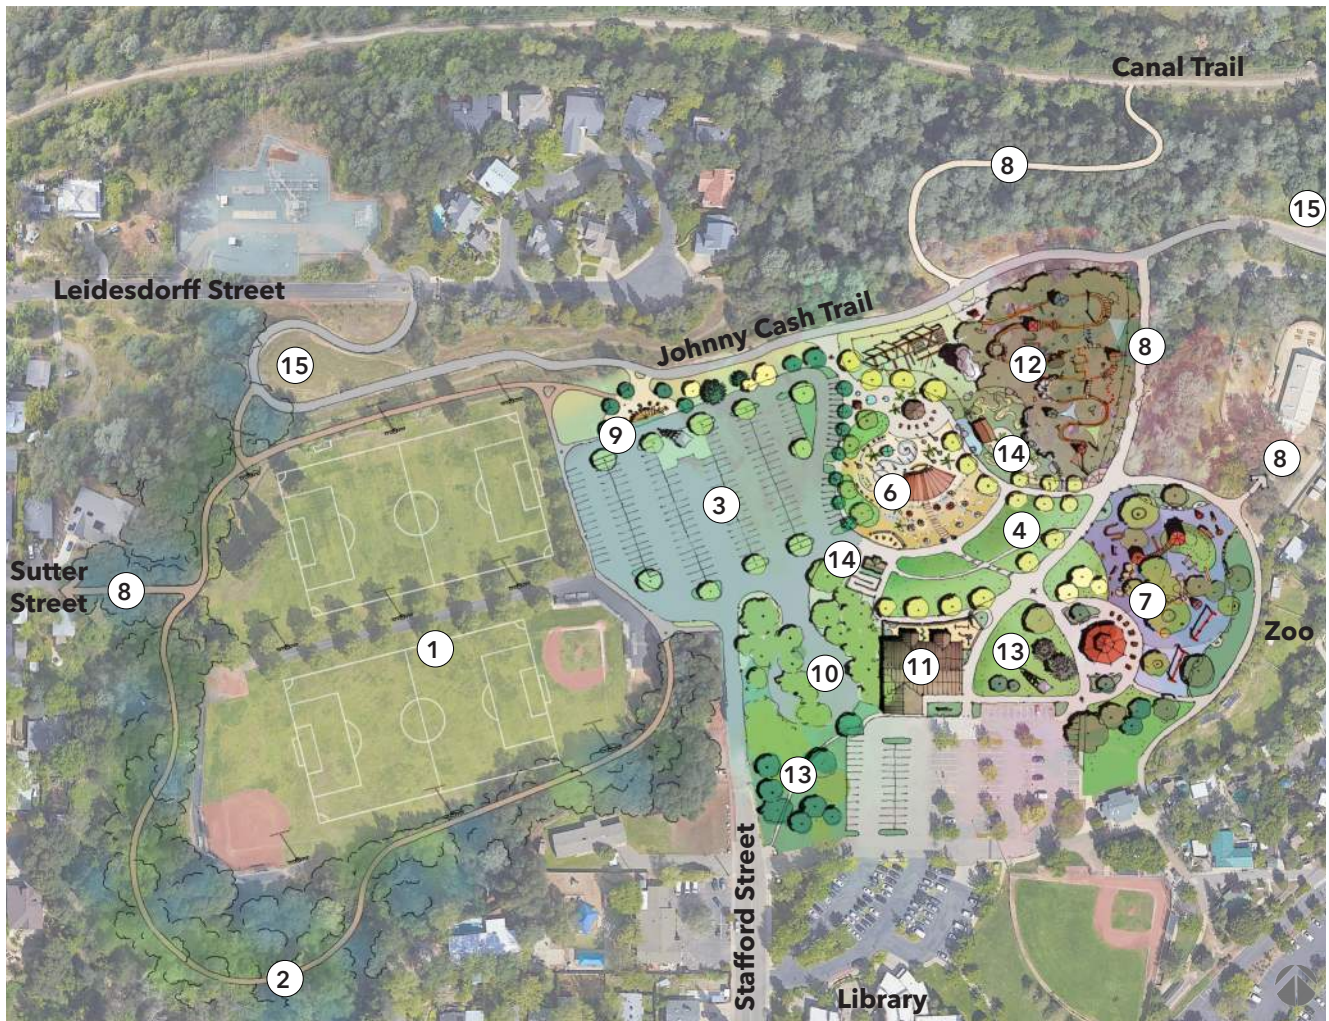 Canal Trail
8
15
Leidesdorff Street
Johnny Cash Trail
15
12
8
9
14
8
6
3
4
14
Sutter
Street
8
7
1
13
Zoo
11
10
13
Stafford Street
2
Library